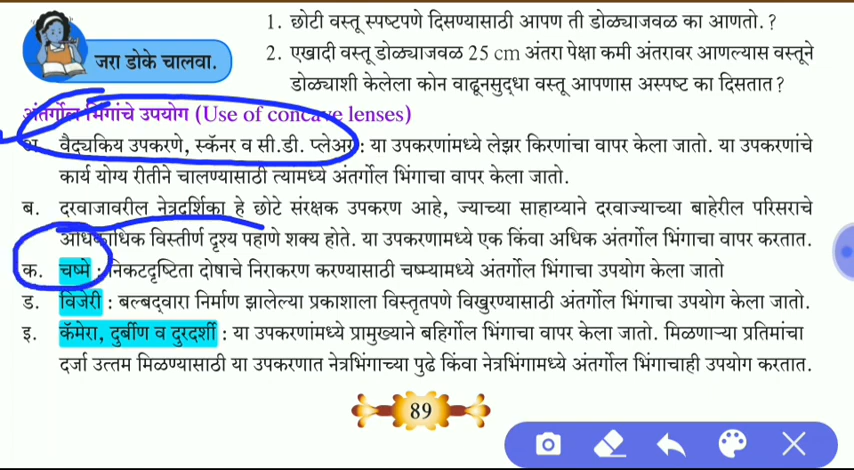 1. छोटी वस्तू स्पष्टपणे दिसण्यासाठी आपण ती डोळ्याजवळ का आणतो. ?
जरा डोके चालवा.
2. एखादी वस्तू डोळ्याजवळ 25 cm अंतरा पेक्षा कमी अंतरावर आणल्यास वस्तूने
डोळ्याशी केलेला कोन वाढूनसुद्धा वस्तू आपणास अस्पष्ट का दिसतात ?
अंतर्गोल भिंगांचे उपयोग (Use of concave lenses)
अ. वैद्यकिय उपकरणे, स्कॅनर व सी.डी. प्लेअर : या उपकरणांमध्ये लेझर किरणांचा वापर केला जातो. या उपकरणांचे
कार्य योग्य रीतीने चालण्यासाठी त्यामध्ये अंतर्गोल भिंगाचा वापर केला जातो.
ब. दरवाजावरील नेत्रदर्शिका हे छोटे संरक्षक उपकरण आहे, ज्याच्या साहाय्याने दरवाज्याच्या बाहेरील परिसराचे
अधिकाधिक विस्तीर्ण दृश्य पहाणे शक्य होते. या उपकरणामध्ये एक किंवा अधिक अंतर्गोल भिंगाचा वापर करतात.
क. चष्मे : निकटदृष्टिता दोषाचे निराकरण करण्यासाठी चष्म्यामध्ये अंतर्गोल भिंगाचा उपयोग केला जातो
ड. विजेरी : बल्बद्वारा निर्माण झालेल्या प्रकाशाला विस्तृतपणे विखुरण्यासाठी अंतर्गोल भिंगाचा उपयोग केला जातो.
इ. कॅमेरा, दुर्बीण व दुरदर्शी : या उपकरणांमध्ये प्रामुख्याने बहिर्गोल भिंगाचा वापर केला जातो. मिळणाऱ्या प्रतिमांचा
दर्जा उत्तम मिळण्यासाठी या उपकरणात नेत्रभिंगाच्या पुढे किंवा नेत्रभिंगामध्ये अंतर्गोल भिंगाचाही उपयोग करतात.
89